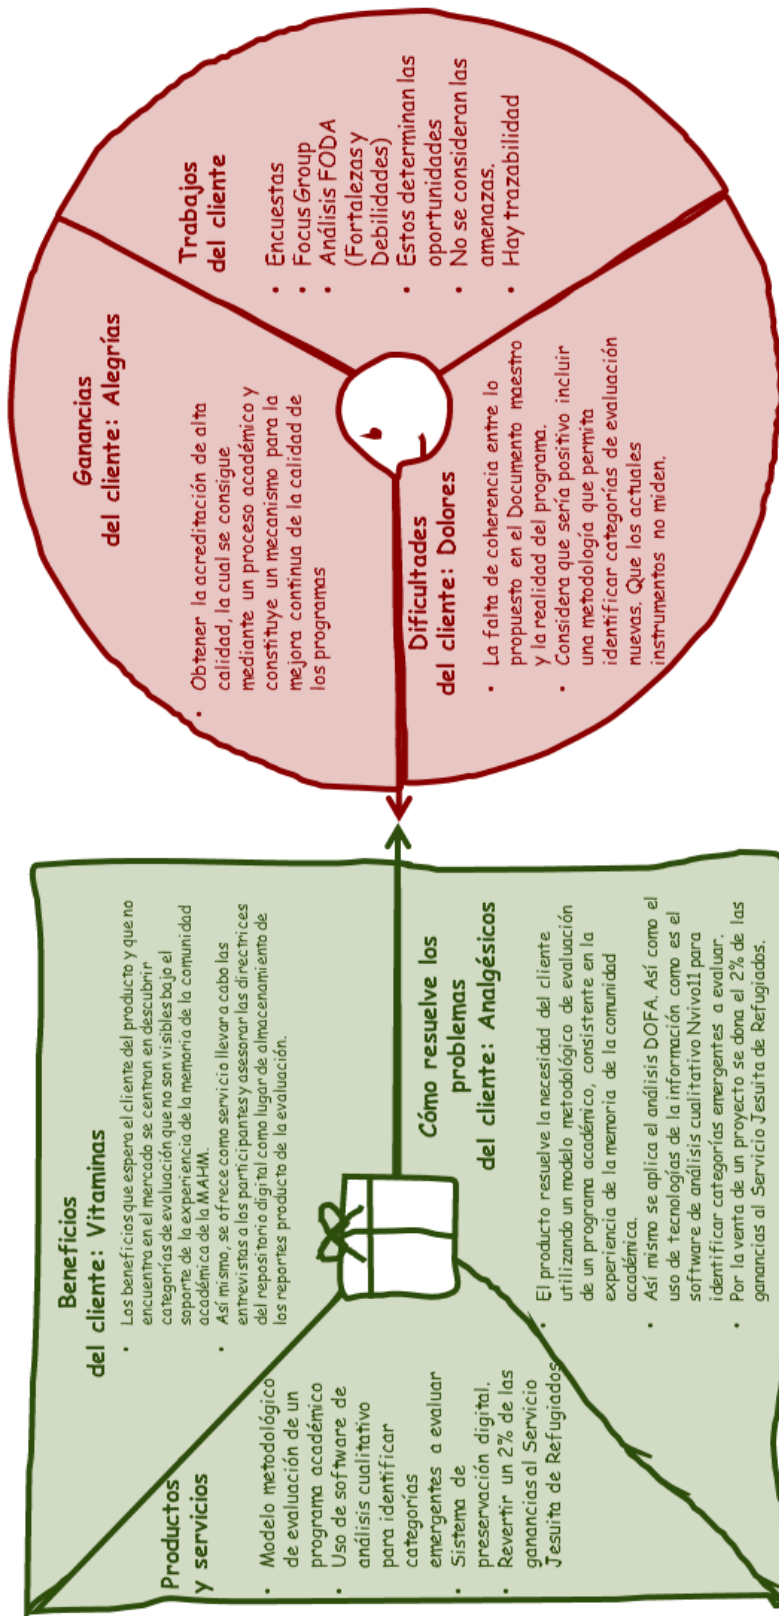 Beneficios
del cliente: Vitaminas
• Los beneficios que espera el cliente del producto y que no
encuentra en el mercado se centran en descubrir
categorías de evaluación que no son visibles bajo el
soporte de la experiencia de la memoria de la comunidad
académica de la MAHM.
• Así mismo, se ofrece como servicio llevar a cabo las
entrevistas a los participantes y asesorar las directrices
del repositorio digital como lugar de almacenamiento de
los reportes producto de la evaluación.
Productos
y servicios
• Modelo metodológico
de evaluación de un
programa académico
• Uso de software de
análisis cualitativo
para identificar
categorías
emergentes a evaluar
• Sistema de
preservación digital.
• Revertir un 2% de las
ganancias al Servicio
Jesuita de Refugiados
Cómo resuelve los
problemas
del cliente: Analgésicos
• El producto resuelve la necesidad del cliente
utilizando un modelo metodológico de evaluación
de un programa académico, consistente en la
experiencia de la memoria de la comunidad
académica.
• Así mismo se aplica el análisis DOFA. Así como el
uso de tecnologías de la información como es el
software de análisis cualitativo Nvivo11 para
identificar categorías emergentes a evaluar.
• Por la venta de un proyecto se dona el 2% de las
ganancias al Servicio Jesuita de Refugiados.
Ganancias
del cliente: Alegrías
• Obtener la acreditación de alta
calidad, la cual se consigue
mediante un proceso académico y
constituye un mecanismo para la
mejora continua de la calidad de
los programas
Trabajos
del cliente
• Encuestas
• Focus Group
• Análisis FODA
(Fortalezas y
Debilidades)
• Estos determinan las
oportunidades
• No se consideran las
amenazas.
• Hay trazabilidad
Dificultades
del cliente: Dolores
• La falta de coherencia entre lo
propuesto en el Documento maestro
y la realidad del programa.
• Considera que sería positivo incluir
una metodología que permita
identificar categorías de evaluación
nuevas. Que los actuales
instrumentos no miden.